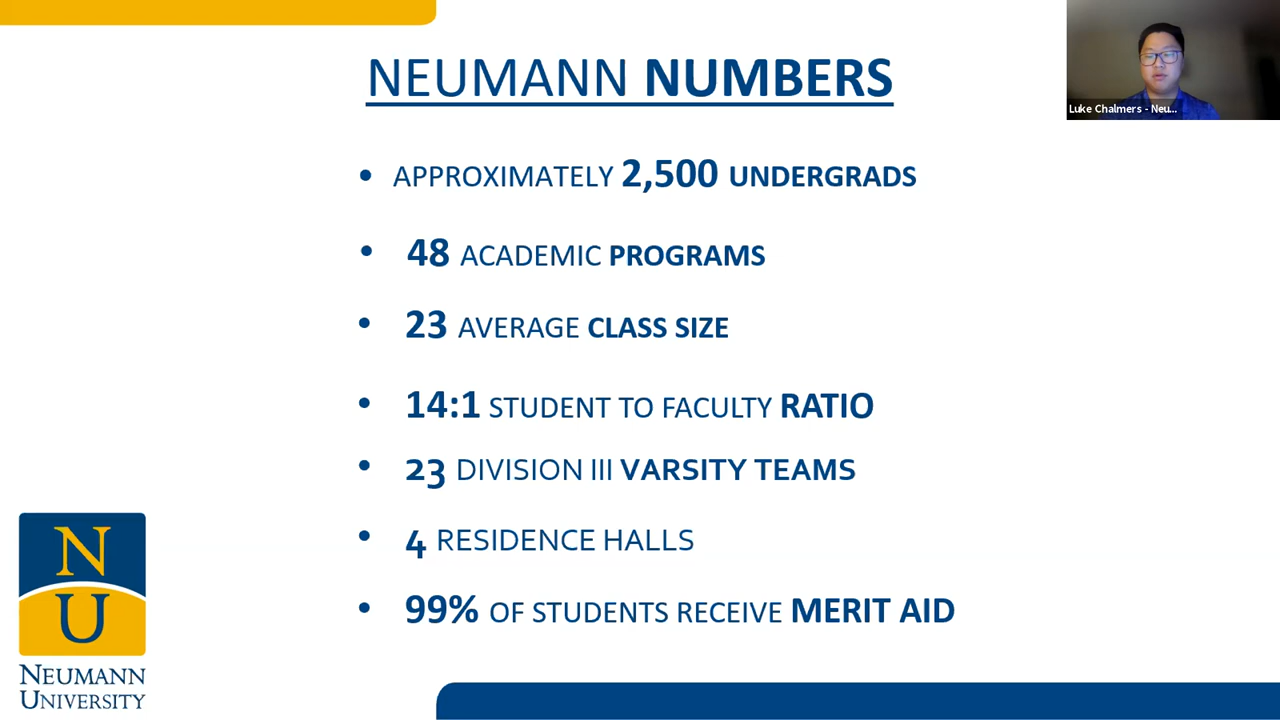 NEUMANN NUMBERS
Luke Chalmers - Neu...
• APPROXIMATELY 2,500 UNDERGRADS
• 48 ACADEMIC PROGRAMS
• 23 AVERAGE CLASS SIZE
• 14:1 STUDENT TO FACULTY RATIO
• 23 DIVISION III VARSITY TEAMS
• 4 RESIDENCE HALLS
• 99% OF STUDENTS RECEIVE MERIT AID
N
U
NEUMANN
UNIVERSITY